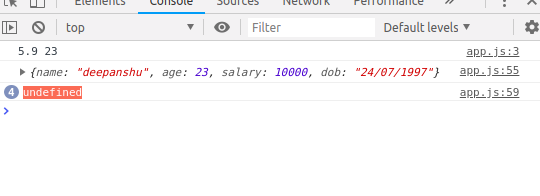 Elements Console Sources Network Performance »
top ▼ Filter Default levels ▼
5.9 23 app.js:3
▶ {name: "deepanshu", age: 23, salary: 10000, dob: "24/07/1997"} app.js:55
4 undefined app.js:59
>